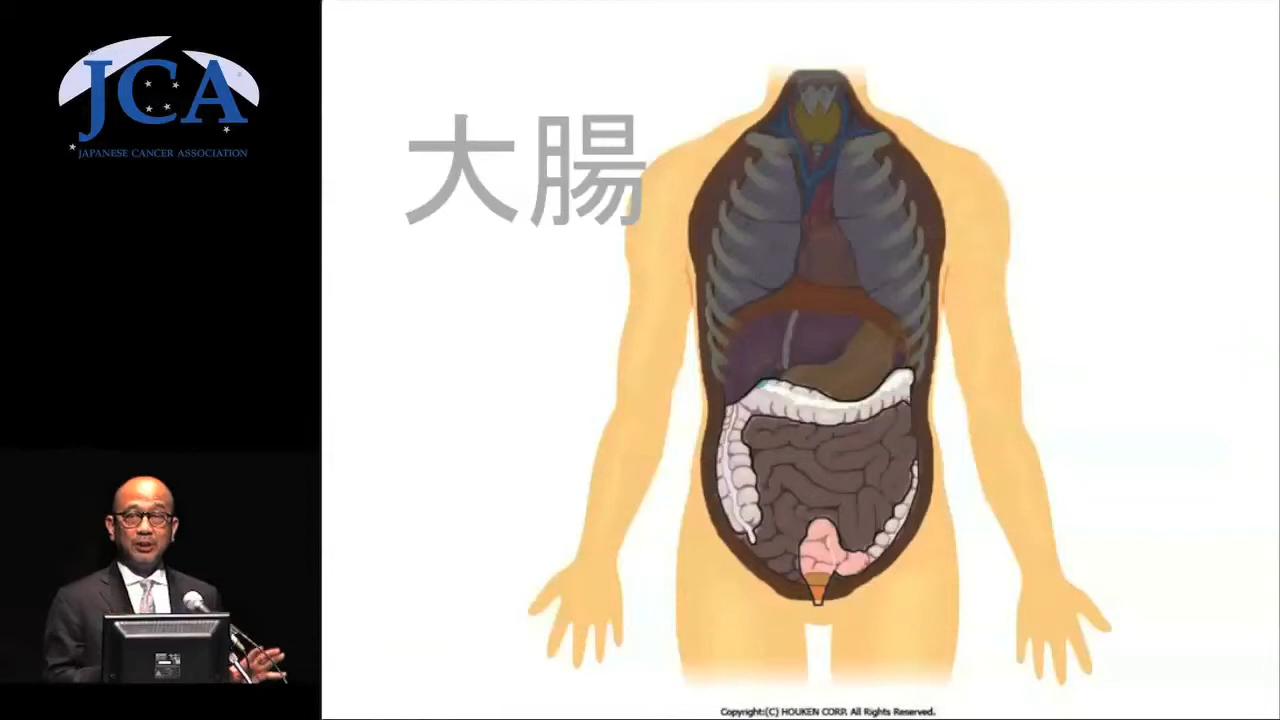 JCA
JAPANESE CANCER ASSOCIATION
大腸
Copyright:(C) HOUKEN CORP. All Rights Reserved.